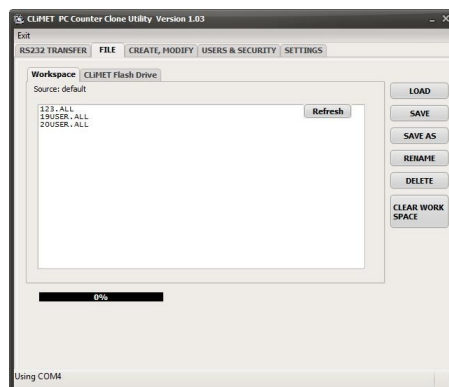 CLiMET PC Counter Clone Utility Version 1.03
Exit
RS232 TRANSFER FILE CREATE, MODIFY USERS & SECURITY SETTINGS
Workspace CLiMET Flash Drive
Source: default
123.ALL
19USER.ALL
20USER.ALL
Refresh
LOAD
SAVE
SAVE AS
RENAME
DELETE
CLEAR WORK
SPACE
0%
Using COM4